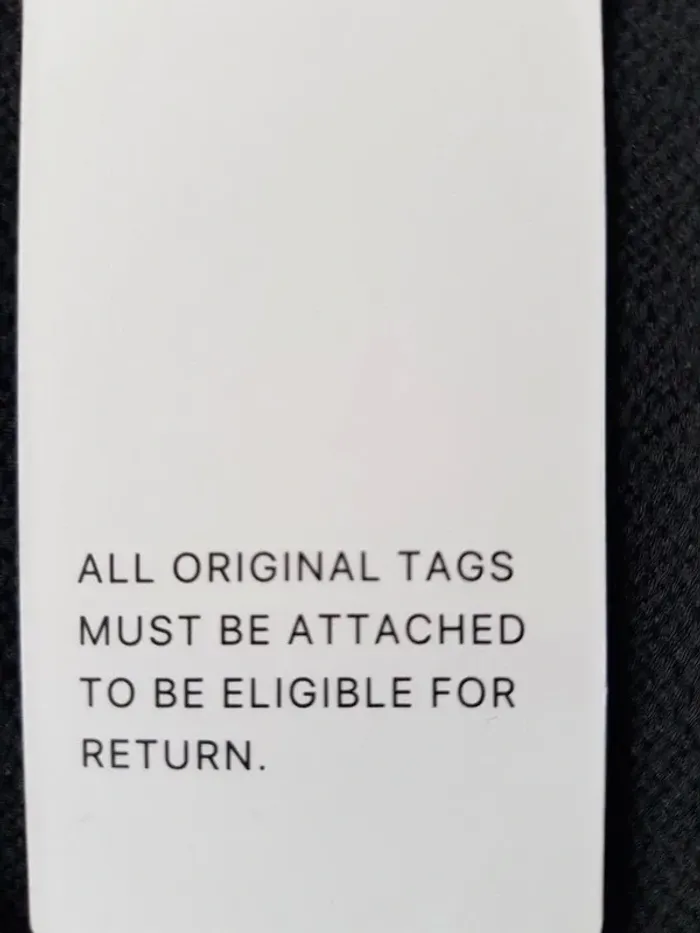 ALL ORIGINAL TAGS
MUST BE ATTACHED
TO BE ELIGIBLE FOR
RETURN.